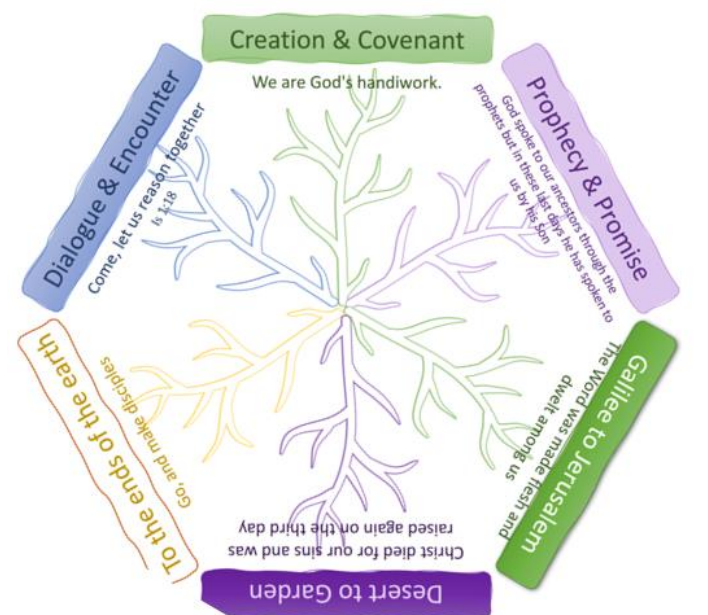 Creation & Covenant
We are God's handiwork.
Prophecy & Promise
God spoke to our ancestors through the
prophets but in these last days he has spoken to
us by his Son
Galilee to Jerusalem
The Word was made flesh and
dwelt among us
Desert to Garden
Christ died for our sins and was
raised again on the third day
To the ends of the earth
Go, and make disciples
Dialogue & Encounter
Come, let us reason together
Is 1:18